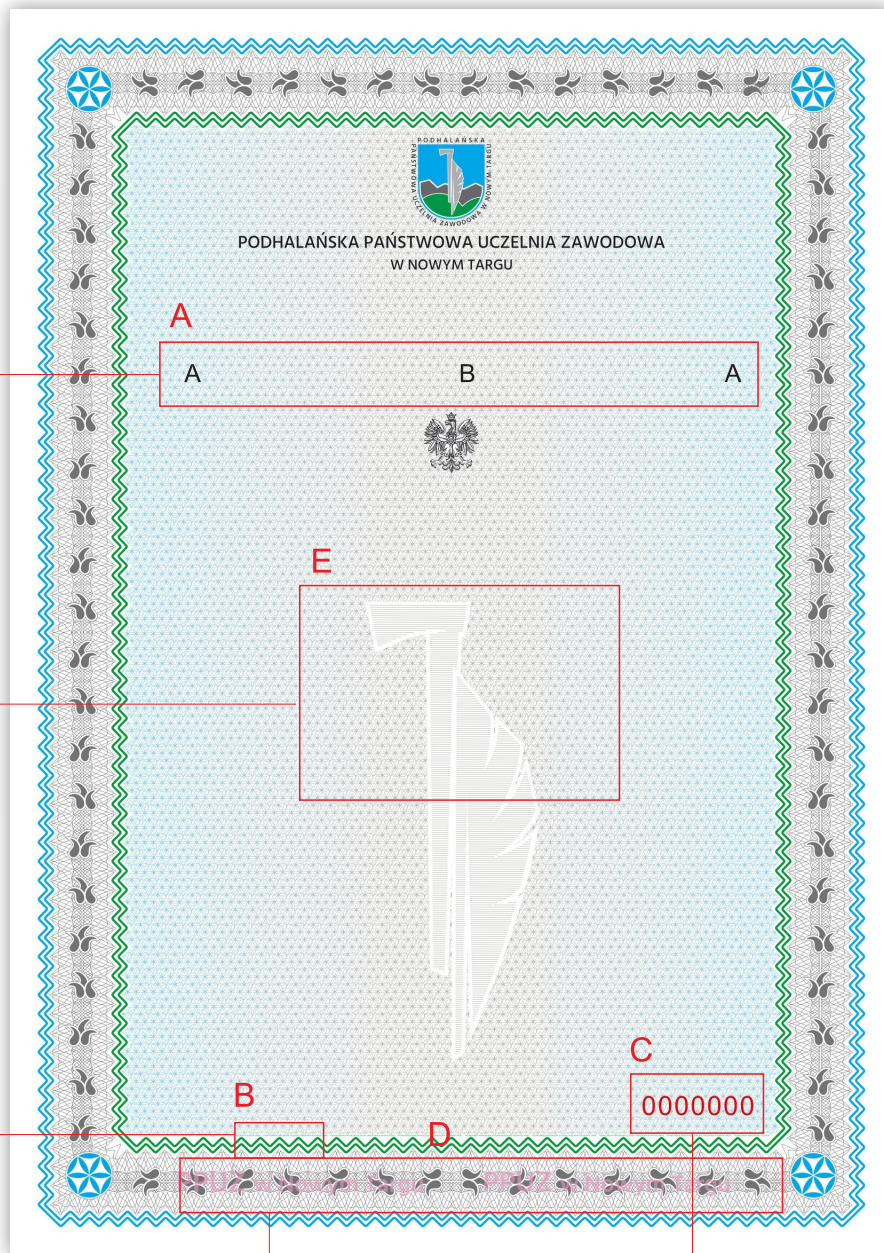 PODHALAŃSKA
PAŃSTWOWA UCZELNIA ZAWODOWA W NOWYM TARGU
PODHALAŃSKA PAŃSTWOWA UCZELNIA ZAWODOWA
W NOWYM TARGU
A
A B A
E
C
0000000
B
D
PPUZ w Nowym Targu PPUZ w Nowym Targu